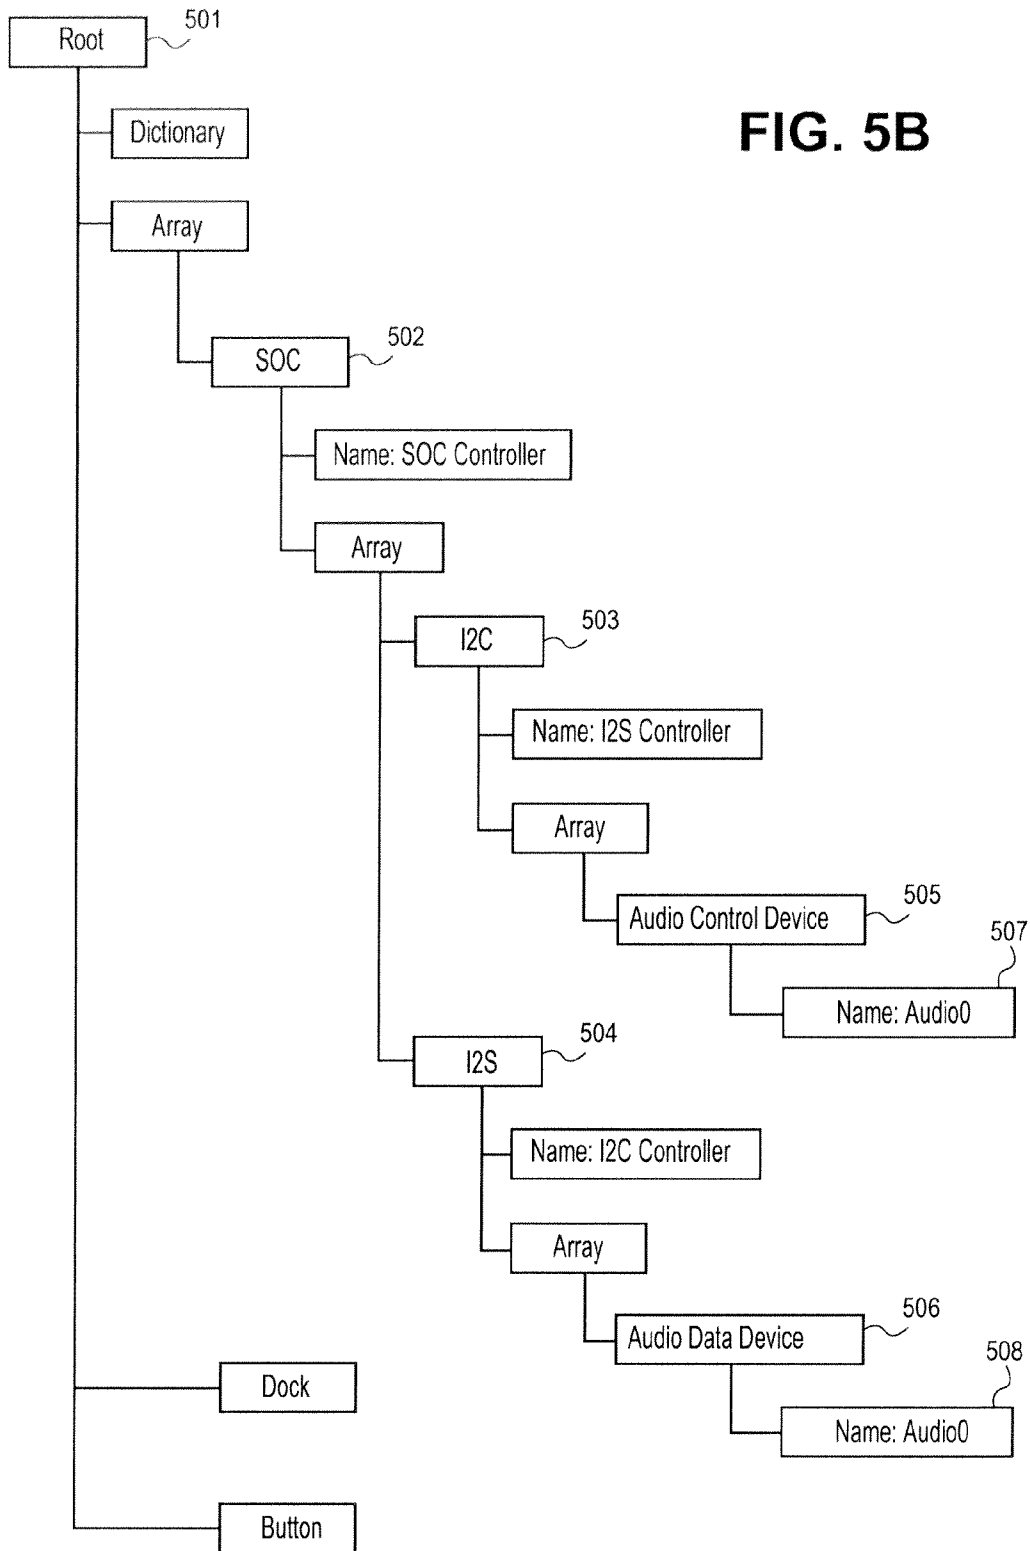 501
Root
FIG. 5B
Dictionary
Array
502
SOC
Name: SOC Controller
Array
503
I2C
Name: I2S Controller
Array
505
Audio Control Device
507
Name: Audio0
504
I2S
Name: I2C Controller
Array
506
Audio Data Device
508
Dock
Name: Audio0
Button